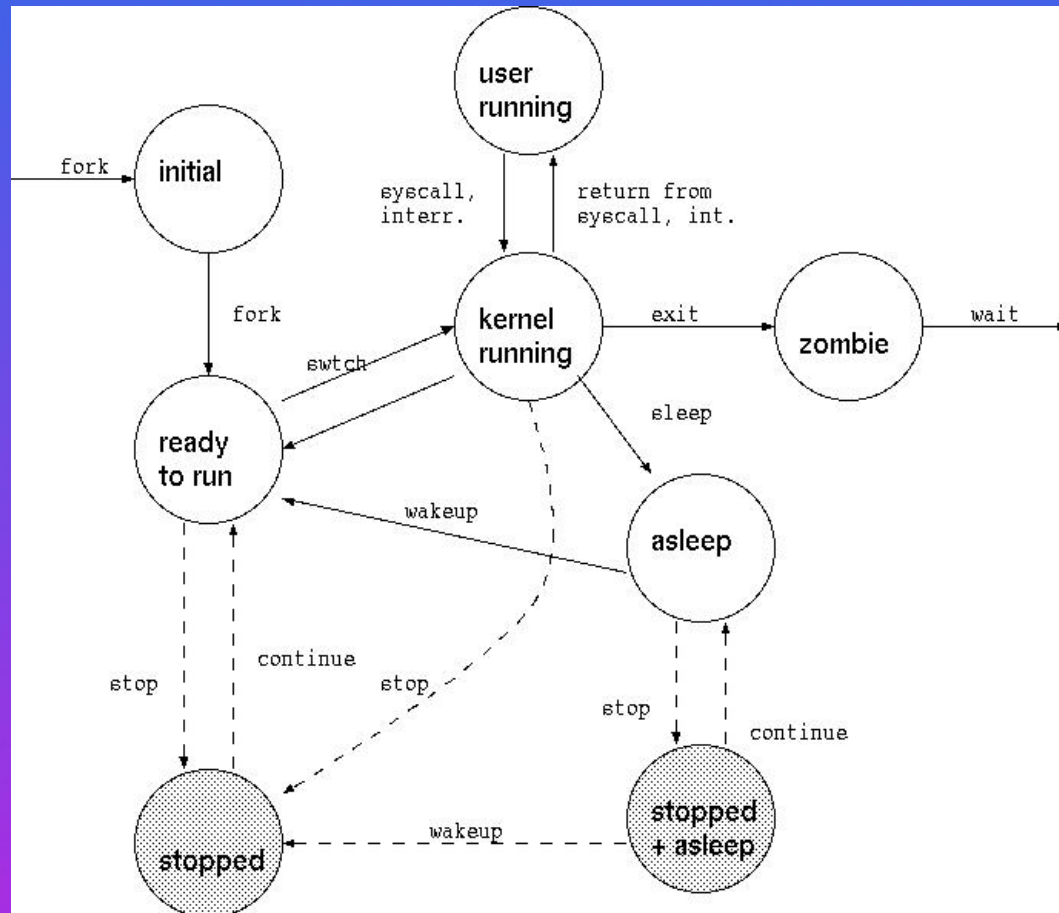 user
running
fork
initial
syscall,
interr.
return from
syscall, int.
fork
kernel
running
exit
zombie
wait
swtch
sleep
ready
to run
wakeup
asleep
continue
stop
stop
stop
continue
stopped
+ asleep
wakeup
stopped